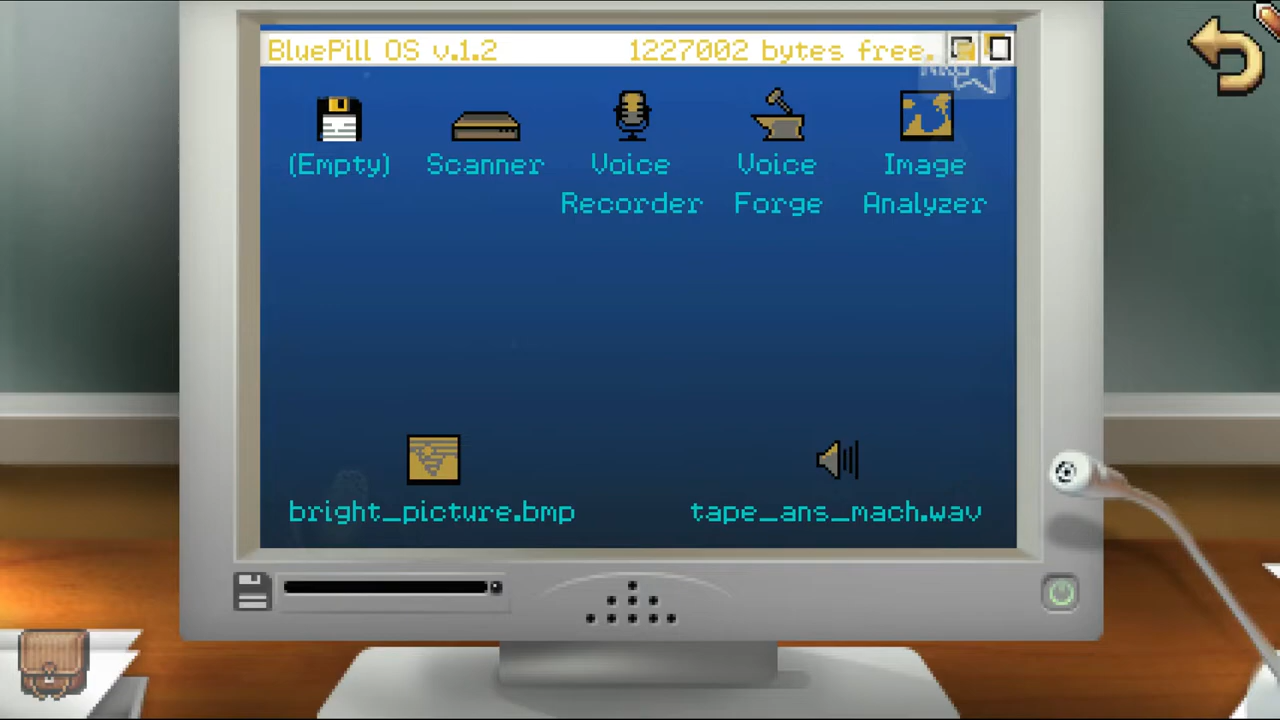 BluePill OS v.1.2 1227002 bytes free.
(Empty) Scanner Voice Recorder Voice Forge Image Analyzer
bright_picture.bmp tape_ans_mach.wav